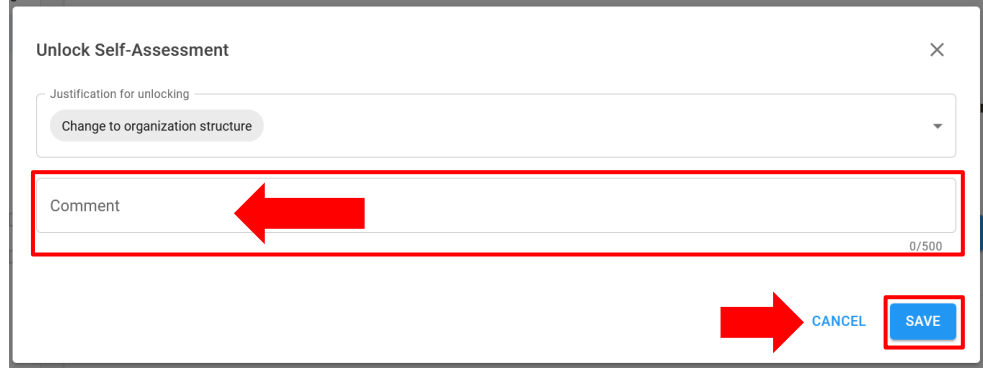 Unlock Self-Assessment
Justification for unlocking
Change to organization structure
Comment
0/500
CANCEL SAVE